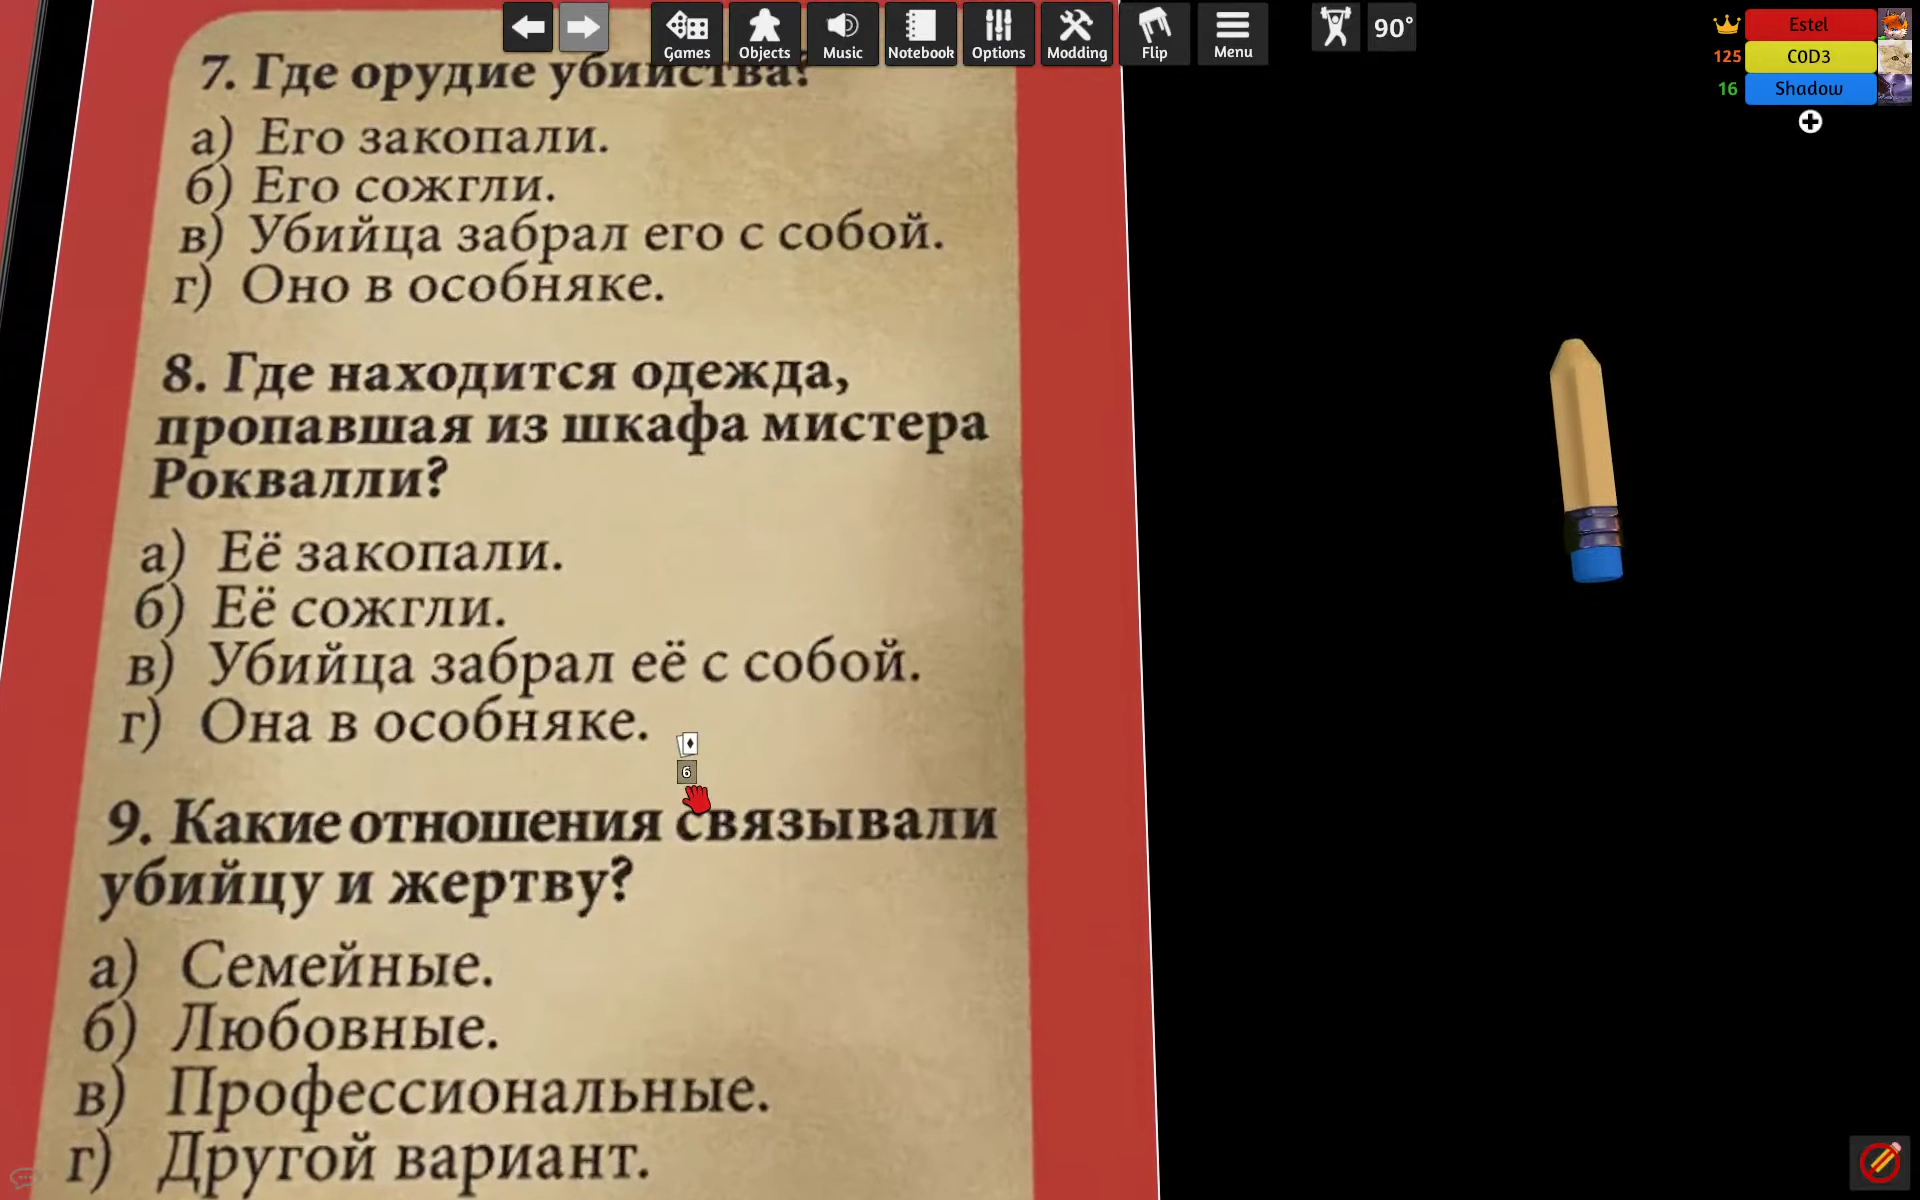 Games Objects Music Notebook Options Modding Flip Menu 90°
Estel
125 C0D3
16 Shadow
7. Где орудие убийства?
а) Его закопали.
б) Его сожгли.
в) Убийца забрал его с собой.
г) Оно в особняке.
8. Где находится одежда,
пропавшая из шкафа мистера
Роквалли?
а) Её закопали.
б) Её сожгли.
в) Убийца забрал её с собой.
г) Она в особняке.
6
9. Какие отношения связывали
убийцу и жертву?
а) Семейные.
б) Любовные.
в) Профессиональные.
г) Другой вариант.